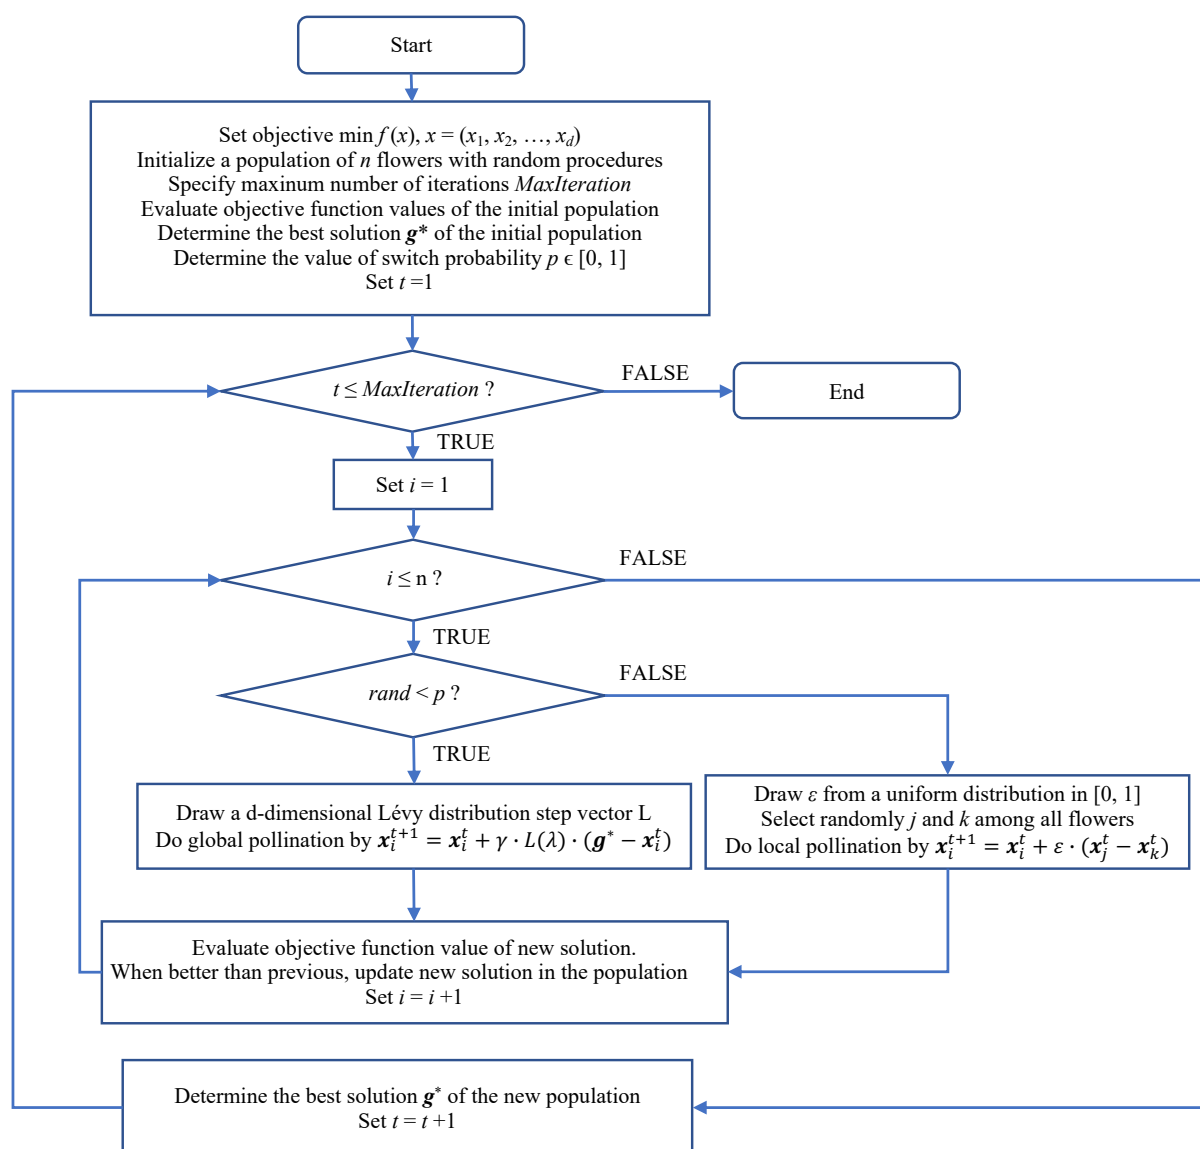 Start
Set objective min f (x), x = (x₁, x₂, …, x_d)
Initialize a population of n flowers with random procedures
Specify maxinum number of iterations MaxIteration
Evaluate objective function values of the initial population
Determine the best solution g* of the initial population
Determine the value of switch probability p ϵ [0, 1]
Set t =1
t ≤ MaxIteration ?
FALSE
End
TRUE
Set i = 1
i ≤ n ?
FALSE
TRUE
rand < p ?
FALSE
TRUE
Draw a d-dimensional Lévy distribution step vector L
Do global pollination by x_i^{t+1} = x_i^t + γ · L(λ) · (g* − x_i^t)
Draw ε from a uniform distribution in [0, 1]
Select randomly j and k among all flowers
Do local pollination by x_i^{t+1} = x_i^t + ε · (x_j^t − x_k^t)
Evaluate objective function value of new solution.
When better than previous, update new solution in the population
Set i = i +1
Determine the best solution g* of the new population
Set t = t +1